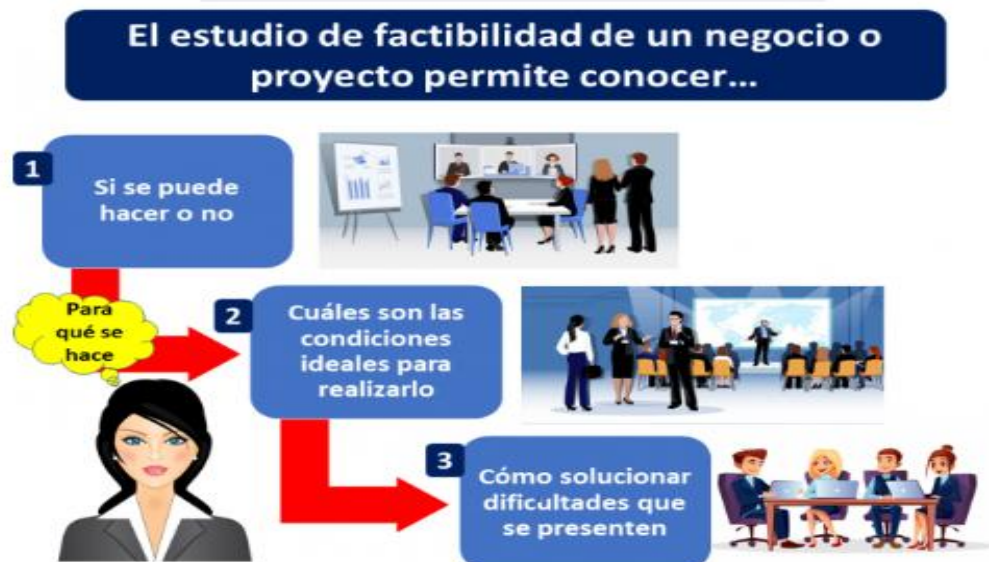 El estudio de factibilidad de un negocio o
proyecto permite conocer...
1
Si se puede
hacer o no
Para
qué se
hace
2
Cuáles son las
condiciones
ideales para
realizarlo
3
Cómo solucionar
dificultades que
se presenten